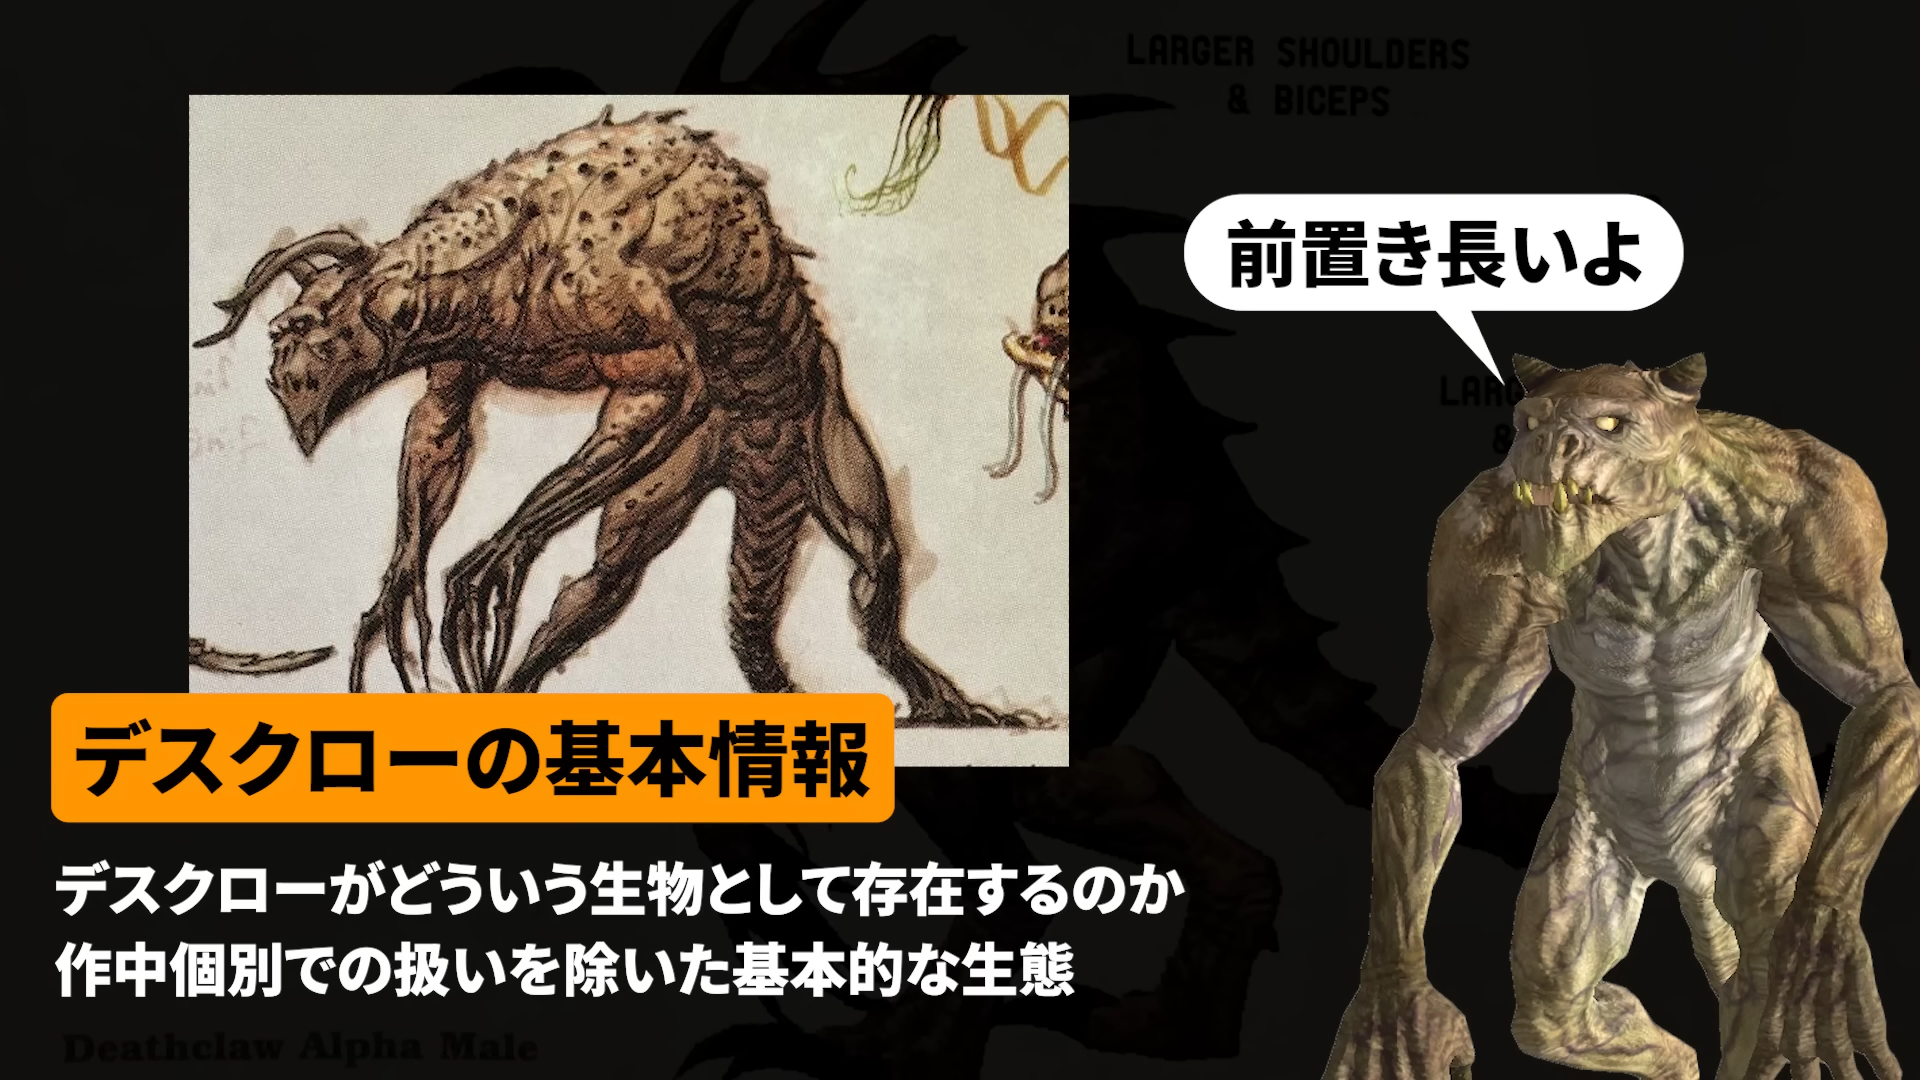 LARGER SHOULDERS
& BICEPS
前置き長いよ
デスクローの基本情報
デスクローがどういう生物として存在するのか
作中個別での扱いを除いた基本的な生態
Deathclaw Alpha Male